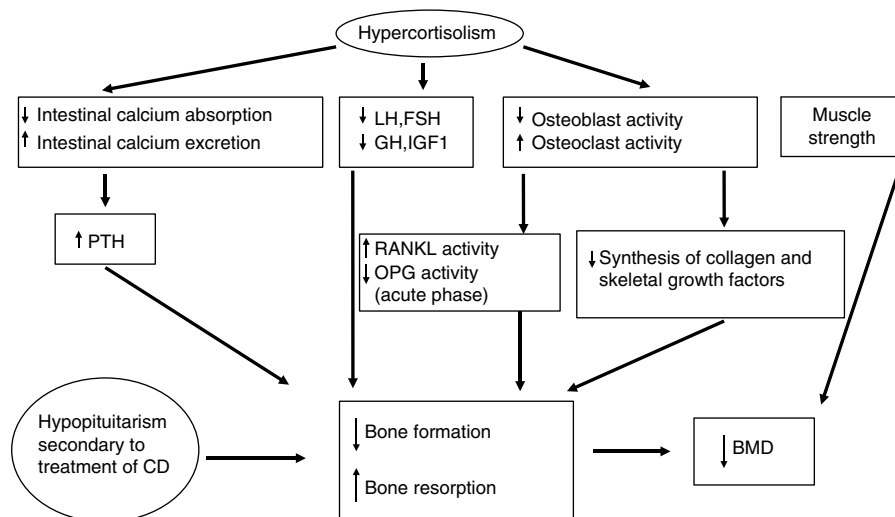 Hypercortisolism
↓ Intestinal calcium absorption
↑ Intestinal calcium excretion
↓ LH,FSH
↓ GH,IGF1
↓ Osteoblast activity
↑ Osteoclast activity
Muscle
strength
↑ PTH
↑ RANKL activity
↓ OPG activity
(acute phase)
↓ Synthesis of collagen and
skeletal growth factors
Hypopituitarism
secondary to
treatment of CD
↓ Bone formation
↑ Bone resorption
↓ BMD